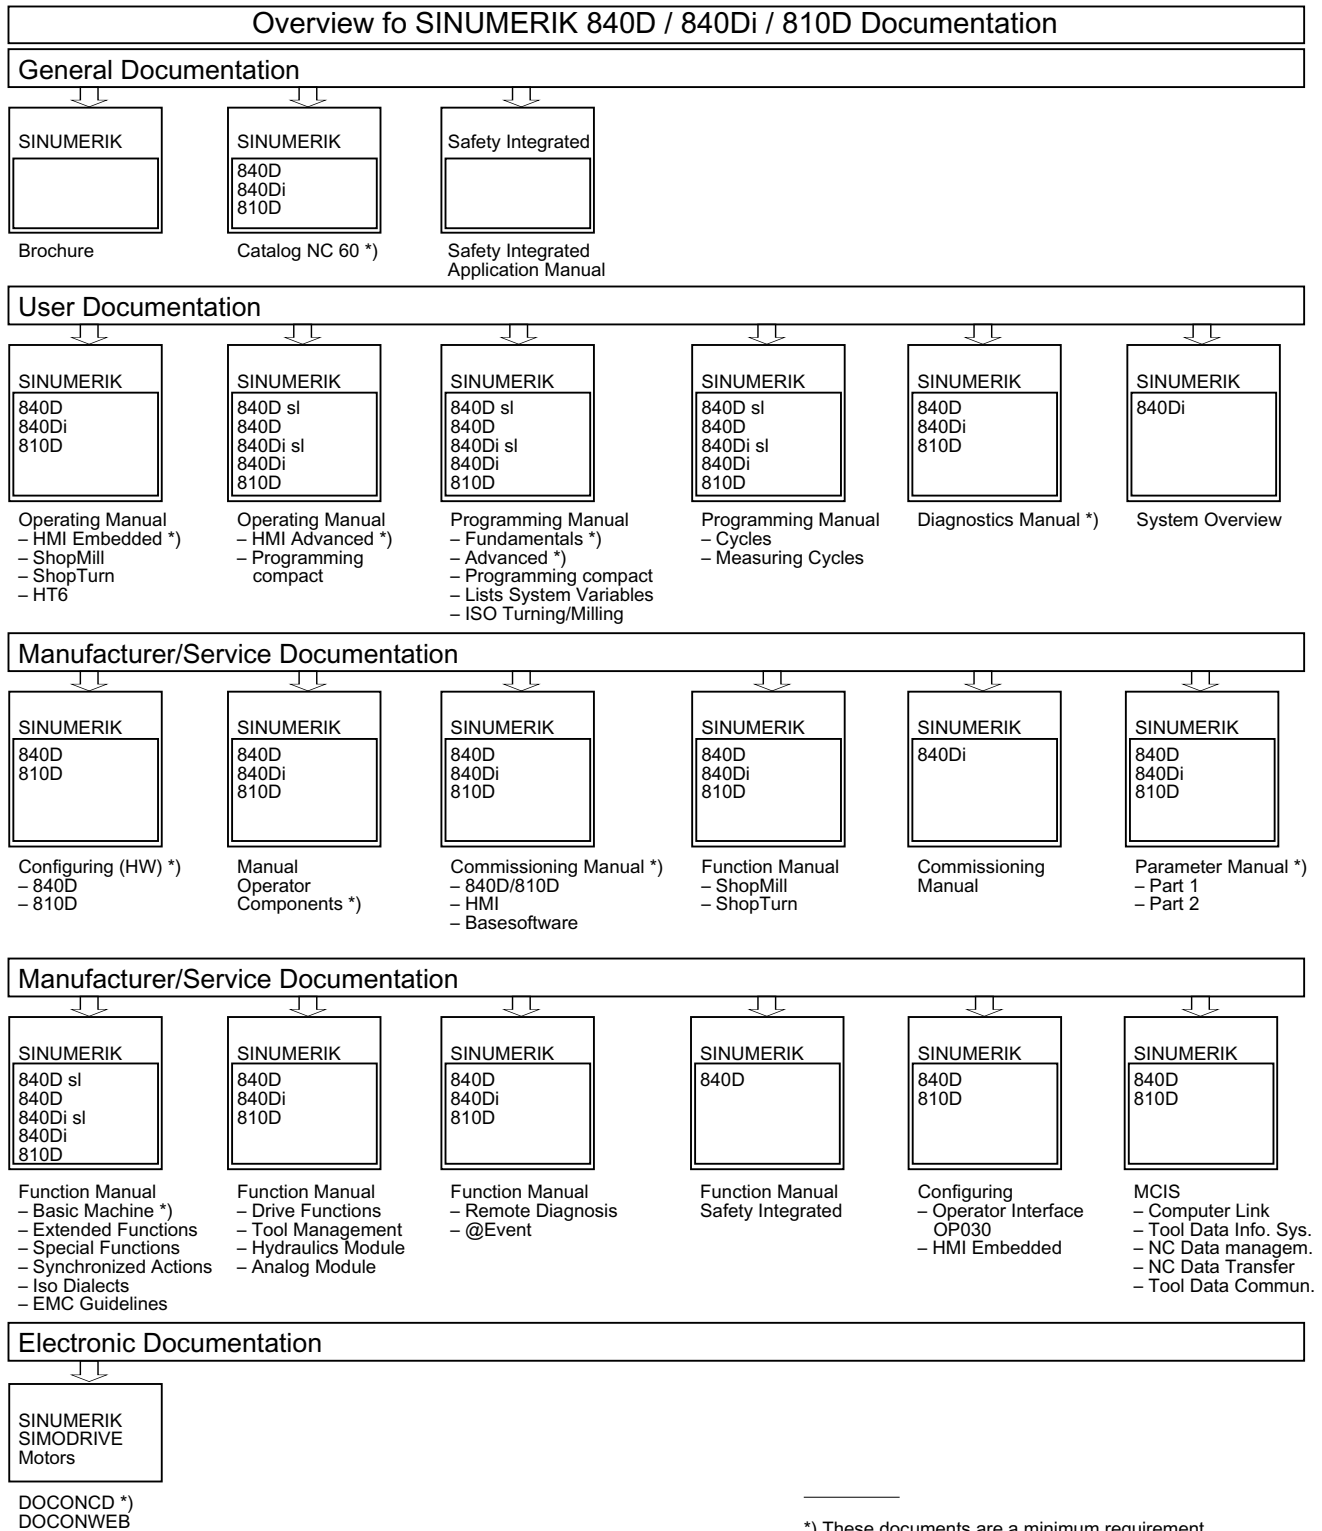 Overview fo SINUMERIK 840D / 840Di / 810D Documentation
General Documentation
SINUMERIK
Brochure
SINUMERIK
840D
840Di
810D
Catalog NC 60 *)
Safety Integrated
Safety Integrated
Application Manual
User Documentation
SINUMERIK
840D
840Di
810D
Operating Manual
– HMI Embedded *)
– ShopMill
– ShopTurn
– HT6
SINUMERIK
840D sl
840D
840Di sl
840Di
810D
Operating Manual
– HMI Advanced *)
– Programming
compact
SINUMERIK
840D sl
840D
840Di sl
840Di
810D
Programming Manual
– Fundamentals *)
– Advanced *)
– Programming compact
– Lists System Variables
– ISO Turning/Milling
SINUMERIK
840D sl
840D
840Di sl
840Di
810D
Programming Manual
– Cycles
– Measuring Cycles
SINUMERIK
840D
840Di
810D
Diagnostics Manual *)
SINUMERIK
840Di
System Overview
Manufacturer/Service Documentation
SINUMERIK
840D
810D
Configuring (HW) *)
– 840D
– 810D
SINUMERIK
840D
840Di
810D
Manual
Operator
Components *)
SINUMERIK
840D
840Di
810D
Commissioning Manual *)
– 840D/810D
– HMI
– Basesoftware
SINUMERIK
840D
840Di
810D
Function Manual
– ShopMill
– ShopTurn
SINUMERIK
840Di
Commissioning
Manual
SINUMERIK
840D
840Di
810D
Parameter Manual *)
– Part 1
– Part 2
Manufacturer/Service Documentation
SINUMERIK
840D sl
840D
840Di sl
840Di
810D
Function Manual
– Basic Machine *)
– Extended Functions
– Special Functions
– Synchronized Actions
– Iso Dialects
– EMC Guidelines
SINUMERIK
840D
840Di
810D
Function Manual
– Drive Functions
– Tool Management
– Hydraulics Module
– Analog Module
SINUMERIK
840D
840Di
810D
Function Manual
– Remote Diagnosis
– @Event
SINUMERIK
840D
Function Manual
Safety Integrated
SINUMERIK
840D
810D
Configuring
– Operator Interface
OP030
– HMI Embedded
SINUMERIK
840D
810D
MCIS
– Computer Link
– Tool Data Info. Sys.
– NC Data managem.
– NC Data Transfer
– Tool Data Commun.
Electronic Documentation
SINUMERIK
SIMODRIVE
Motors
DOCONCD *)
DOCONWEB
*) These documents are a minimum requirement